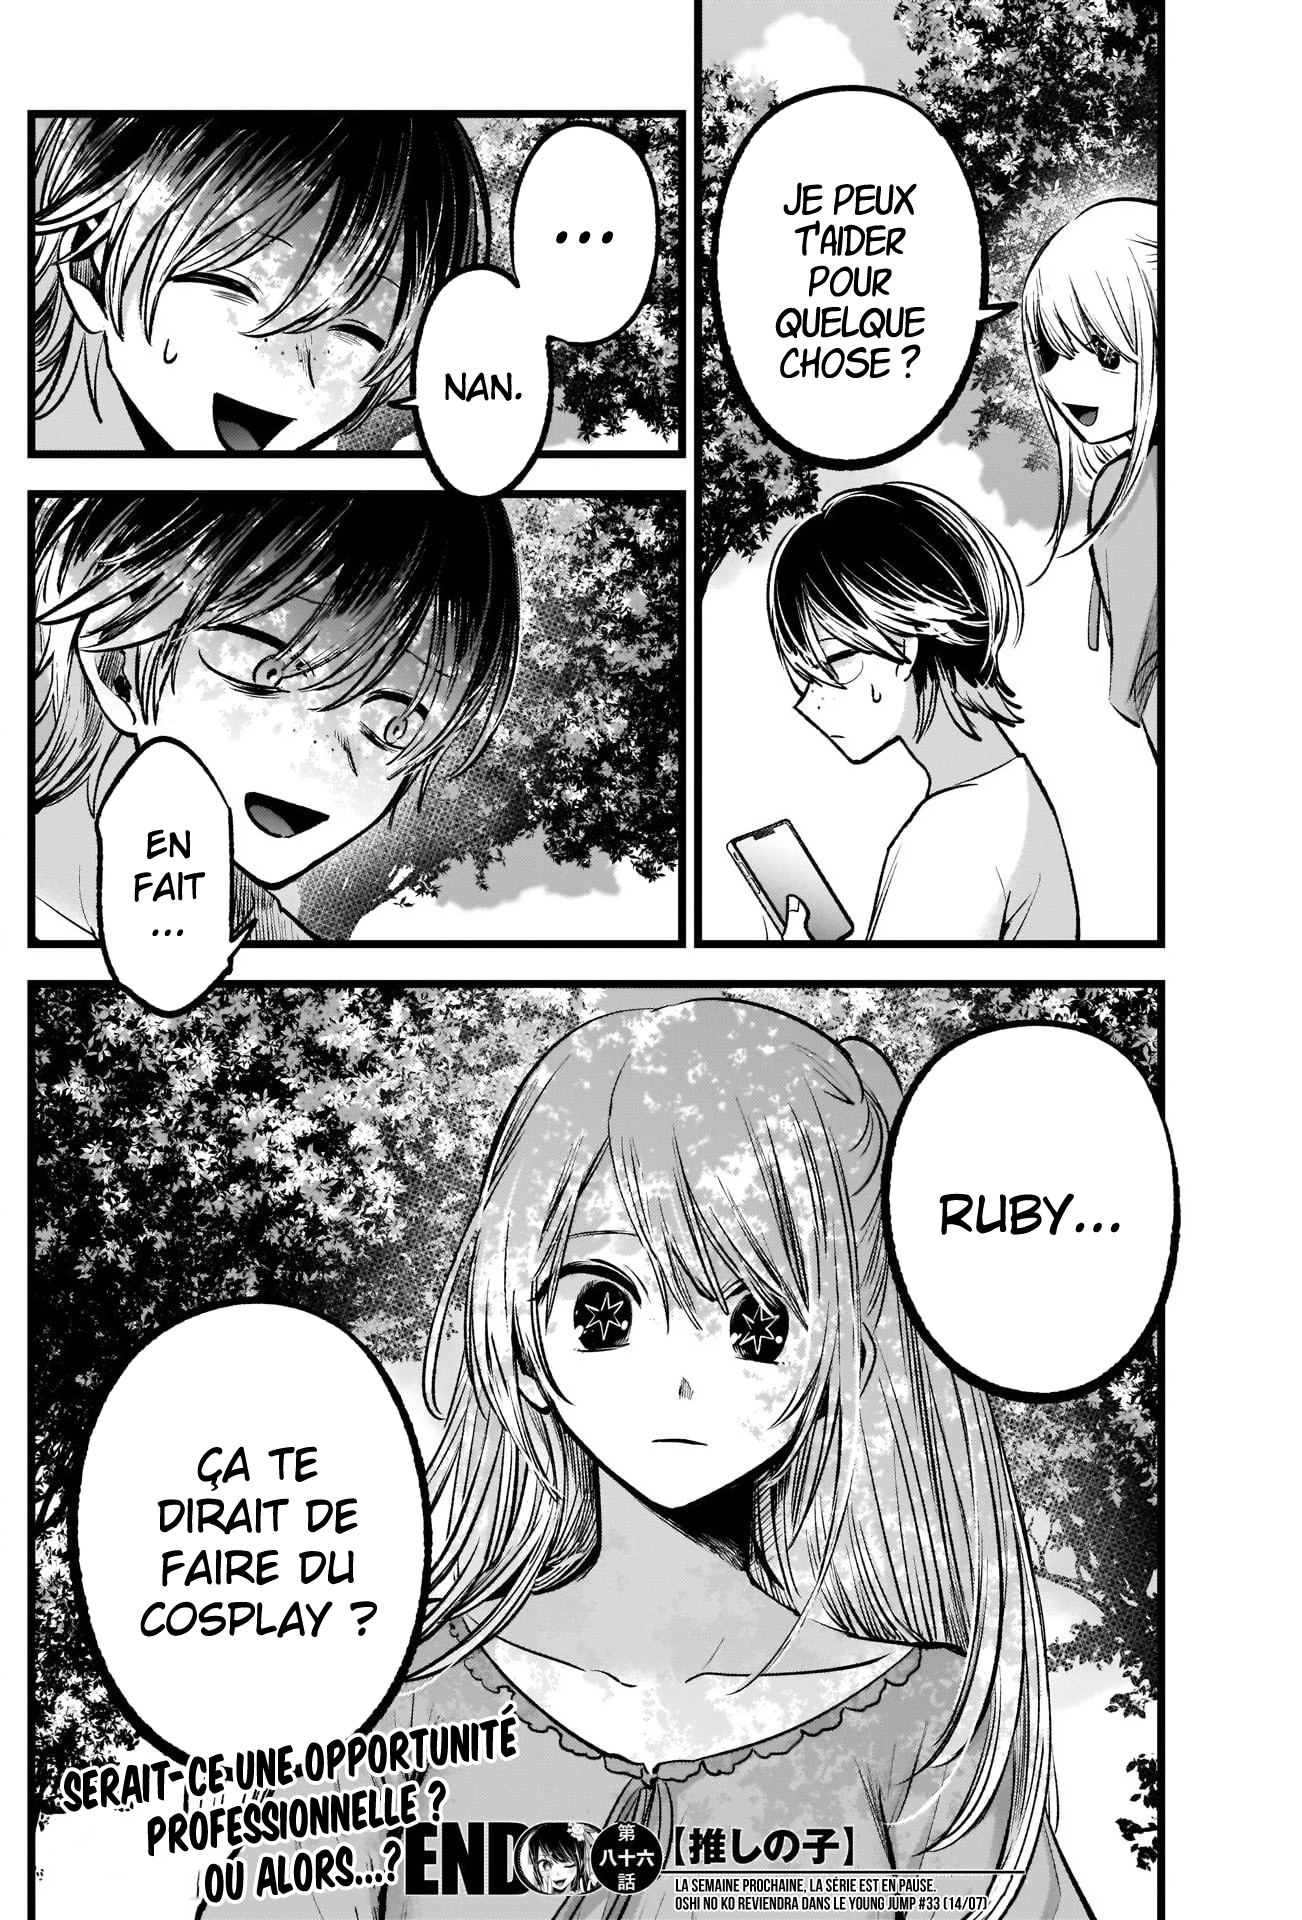 JE PEUX
T'AIDER
POUR
QUELQUE
CHOSE ?
...
NAN.
EN
FAIT
...
RUBY...
ÇA TE
DIRAIT DE
FAIRE DU
COSPLAY ?
SERAIT-CE UNE OPPORTUNITÉ
PROFESSIONNELLE ?
OÚ ALORS...?
END
第
八十六
話
【推しの子】
LA SEMAINE PROCHAINE, LA SÉRIE EST EN PAUSE.
OSHI NO KO REVIENDRA DANS LE YOUNG JUMP #33 (14/07)